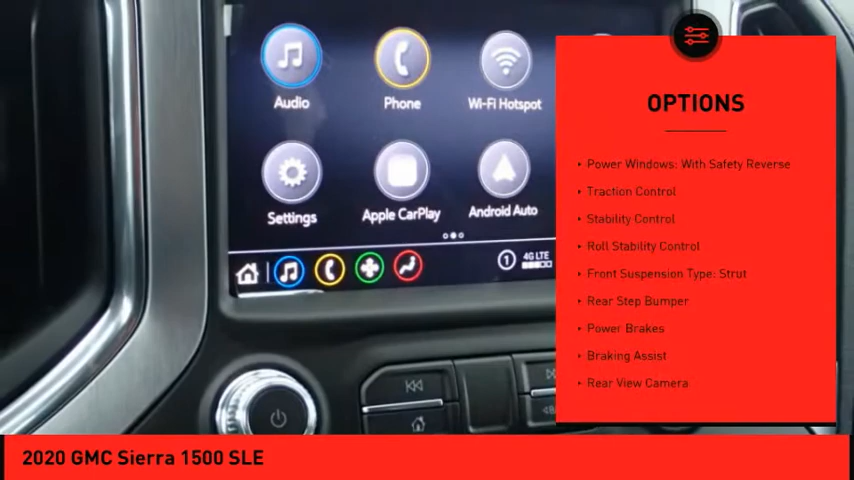 Audio
Phone
Wi-Fi Hotspot
Settings
Apple CarPlay
Android Auto
1
4G LTE
OPTIONS
Power Windows: With Safety Reverse
Traction Control
Stability Control
Roll Stability Control
Front Suspension Type: Strut
Rear Step Bumper
Power Brakes
Braking Assist
Rear View Camera
2020 GMC Sierra 1500 SLE